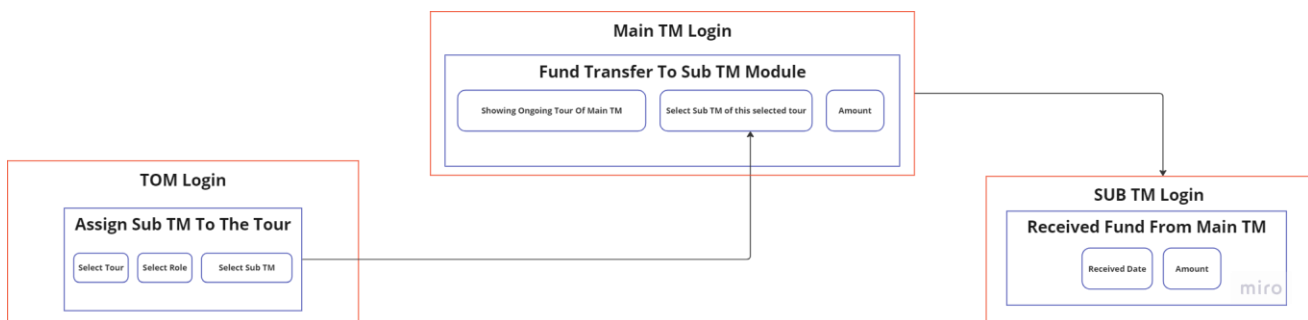 Main TM Login
Fund Transfer To Sub TM Module
Showing Ongoing Tour Of Main TM
Select Sub TM of this selected tour
Amount
TOM Login
Assign Sub TM To The Tour
Select Tour
Select Role
Select Sub TM
SUB TM Login
Received Fund From Main TM
Received Date
Amount
miro